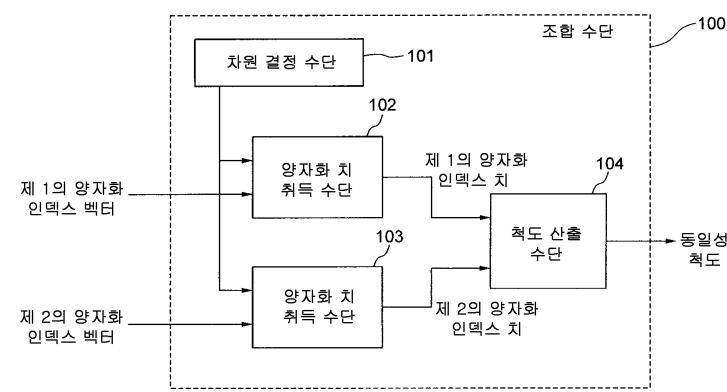 조합 수단
100
차원 결정 수단
101
102
양자화 치
취득 수단
제 1의 양자화
인덱스 벡터
제 1의 양자화
인덱스 치
104
척도 산출
수단
동일성
척도
103
양자화 치
취득 수단
제 2의 양자화
인덱스 벡터
제 2의 양자화
인덱스 치